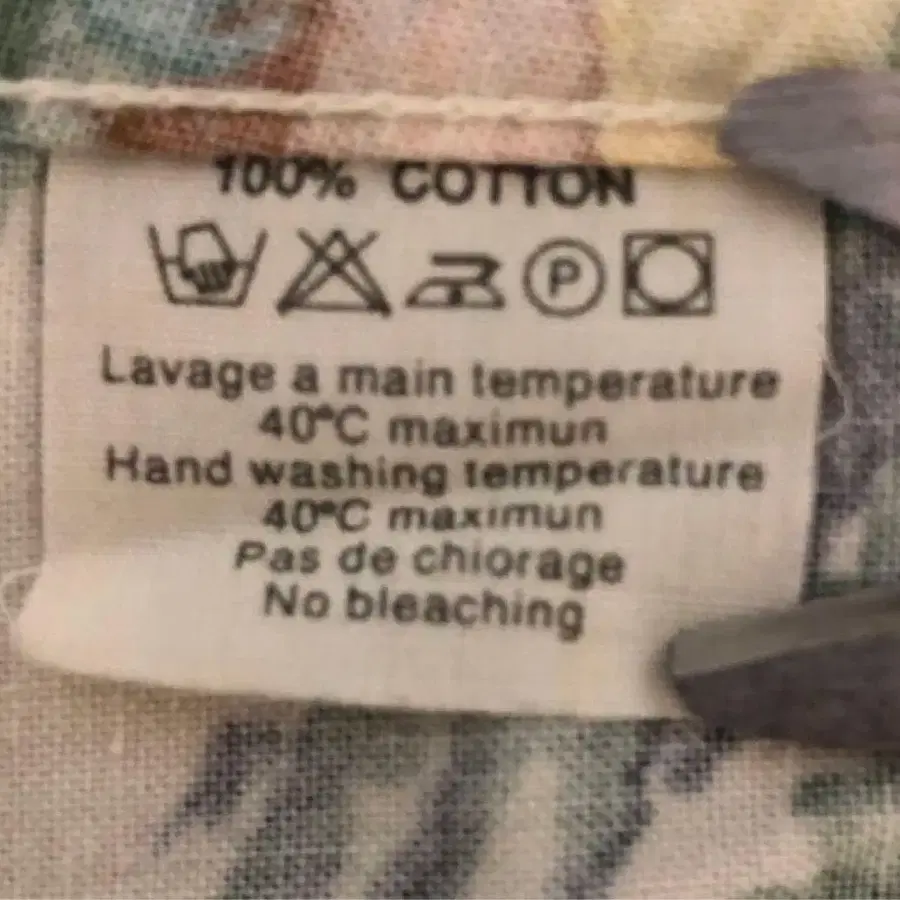 100% COTTON
P
Lavage a main temperature
40°C maximun
Hand washing temperature
40°C maximun
Pas de chiorage
No bleaching